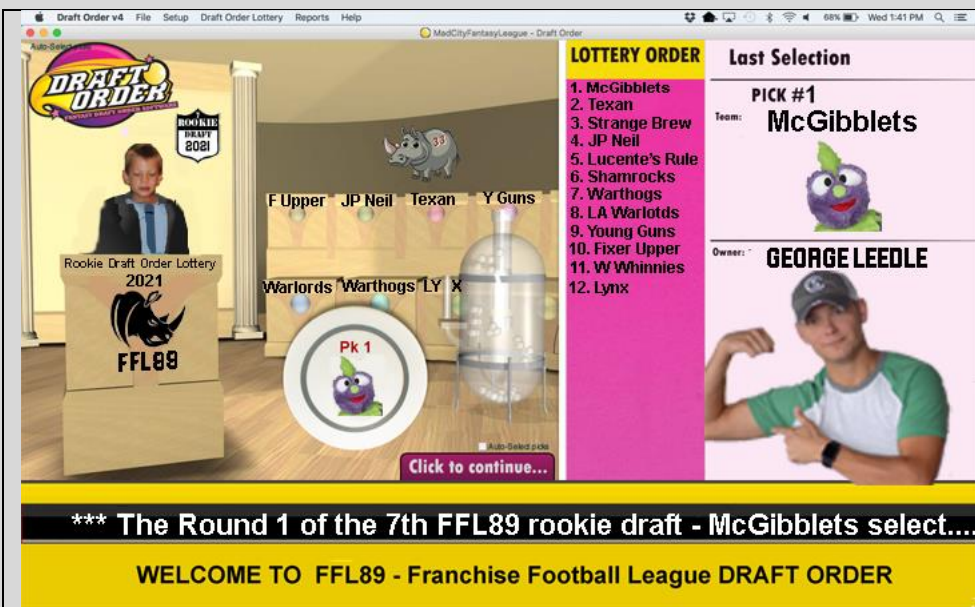 Draft Order v4 File Setup Draft Order Lottery Reports Help
68% Wed 1:41 PM
MadCityFantasyLeague - Draft Order
DRAFT
ORDER
FANTASY DRAFT ORDER SOFTWARE
ROOKIE
DRAFT
2021
33
F Upper JP Neil Texan Y Guns
Rookie Draft Order Lottery
2021
FFL89
Warlords Warthogs LY X
Pk 1
Auto-Select picks
Click to continue...
LOTTERY ORDER
1. McGibblets
2. Texan
3. Strange Brew
4. JP Neil
5. Lucente's Rule
6. Shamrocks
7. Warthogs
8. LA Warlotds
9. Young Guns
10. Fixer Upper
11. W Whinnies
12. Lynx
Last Selection
PICK #1
Team: McGibblets
Owner: GEORGE LEEDLE
*** The Round 1 of the 7th FFL89 rookie draft - McGibblets select....
WELCOME TO FFL89 - Franchise Football League DRAFT ORDER